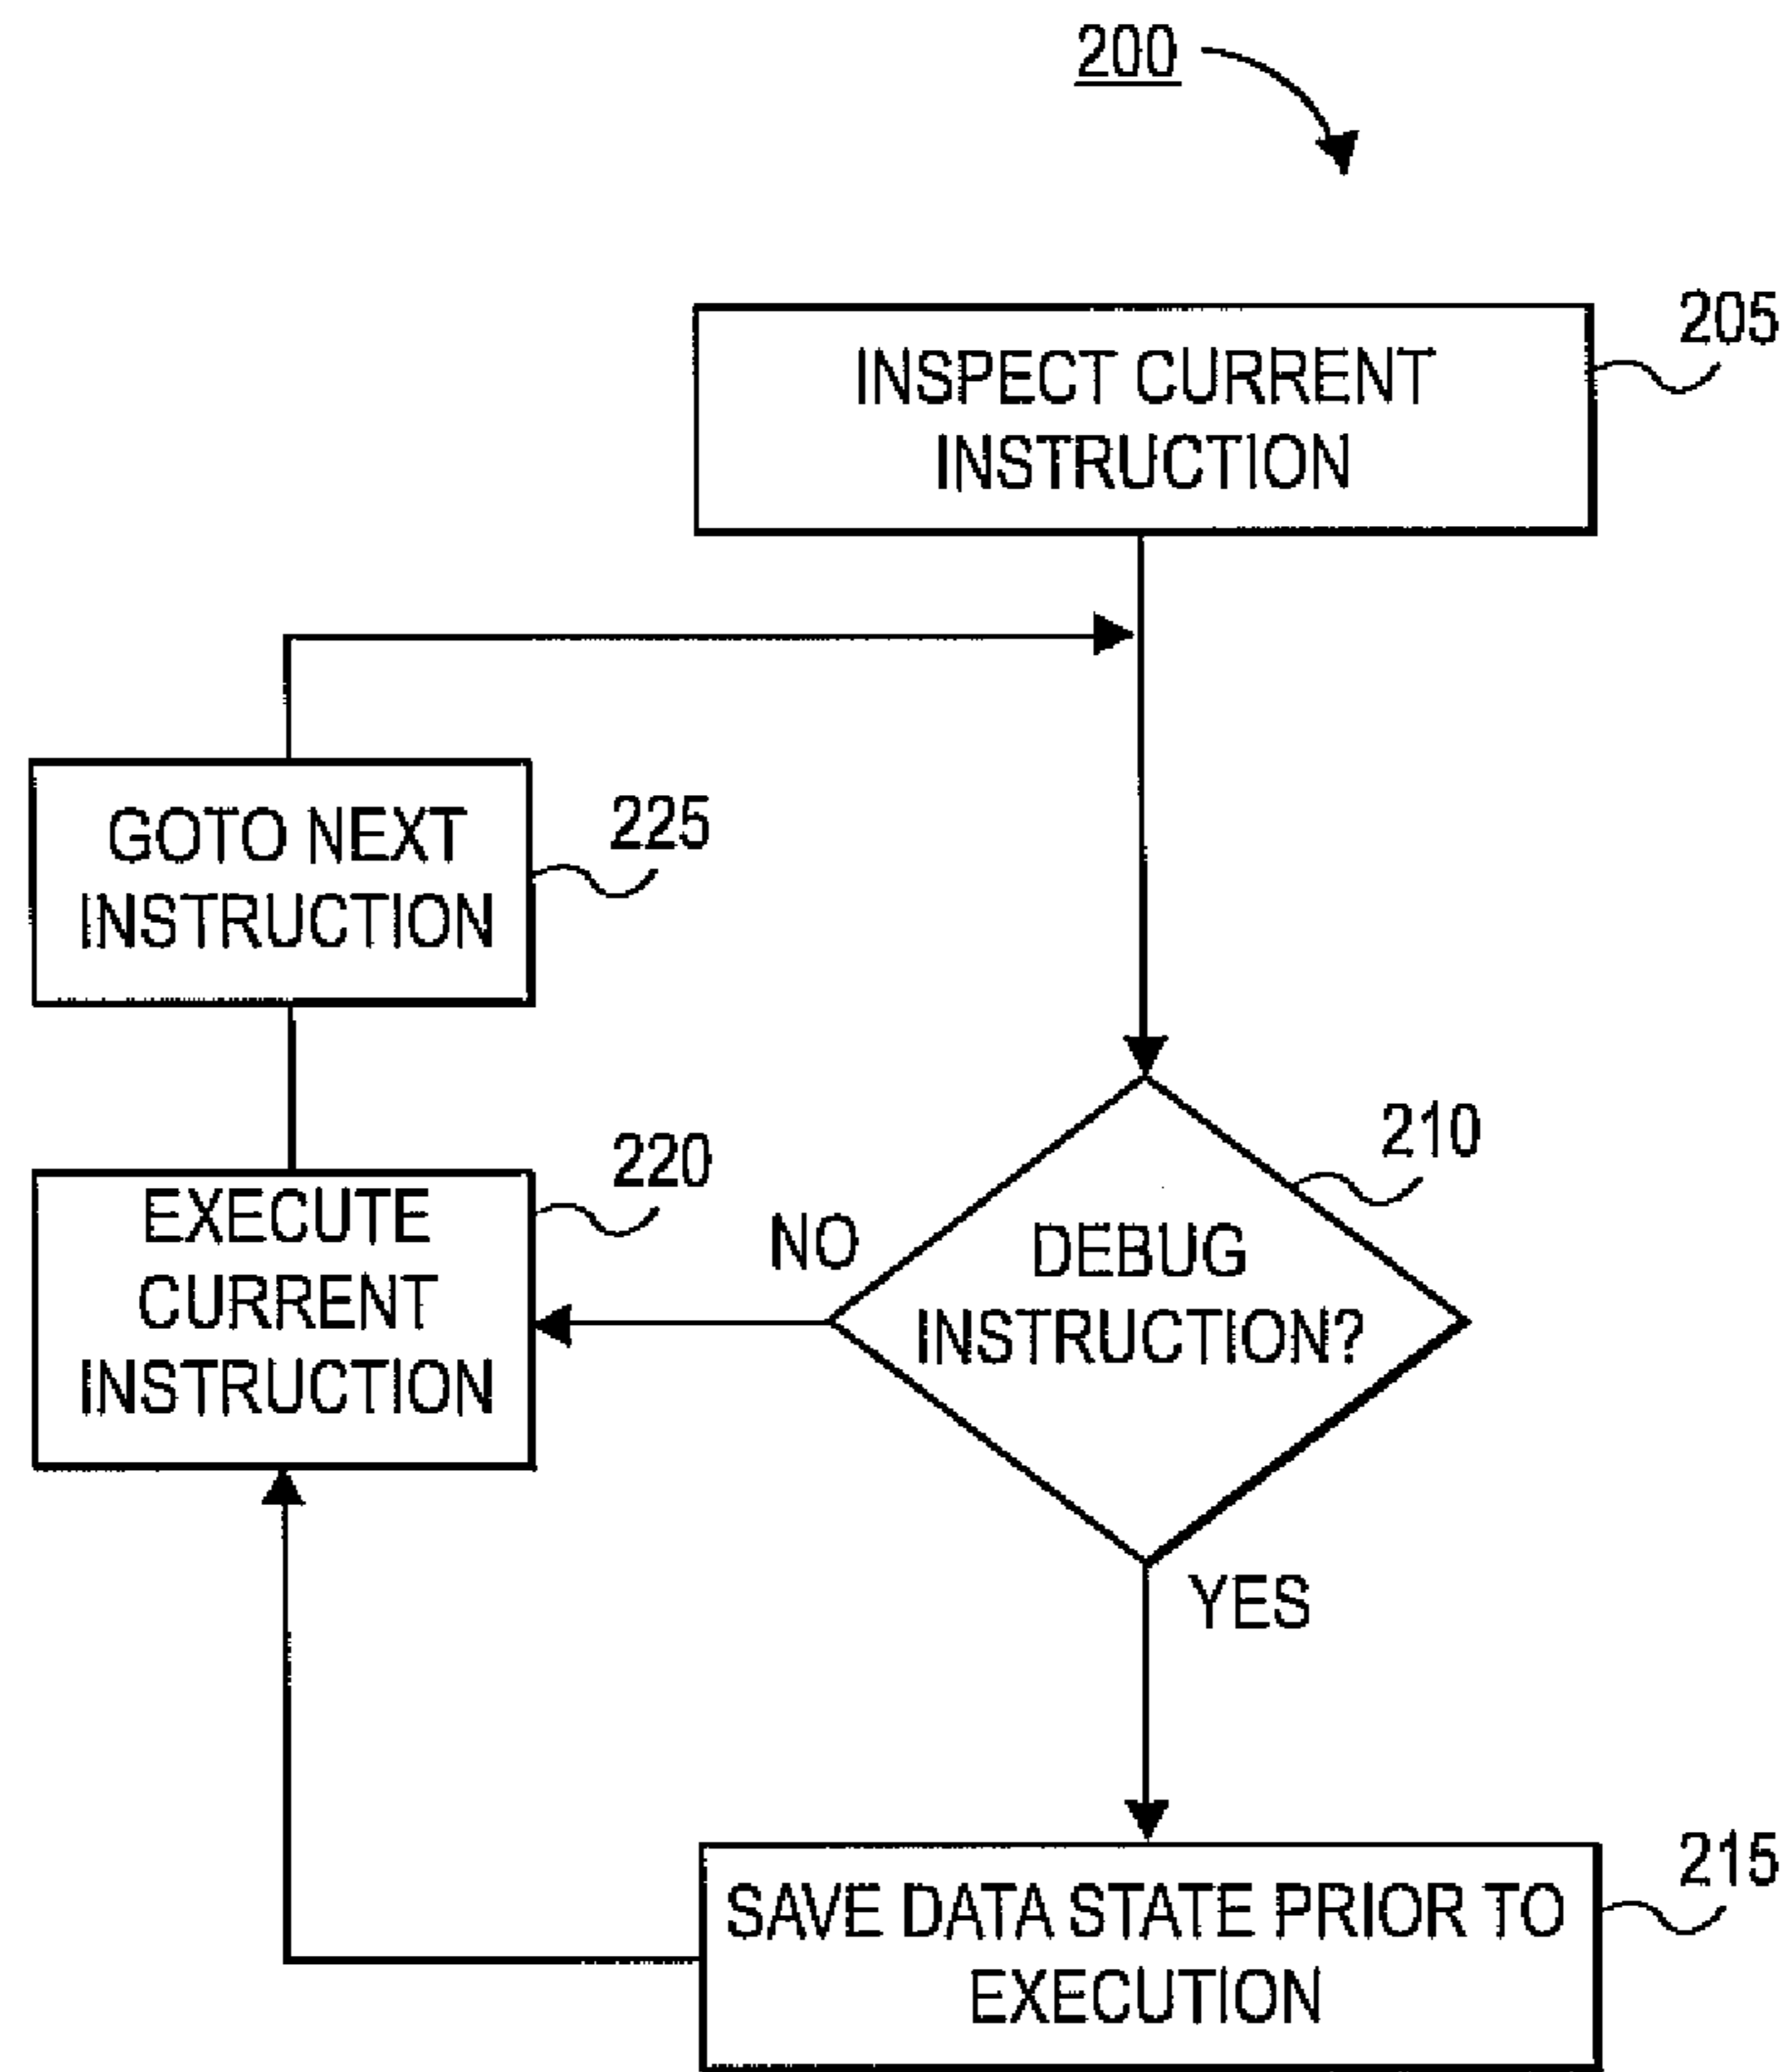 200
INSPECT CURRENT
INSTRUCTION
205
GOTO NEXT
INSTRUCTION
225
EXECUTE
CURRENT
INSTRUCTION
220
NO
DEBUG
INSTRUCTION?
210
YES
SAVE DATA STATE PRIOR TO
EXECUTION
215